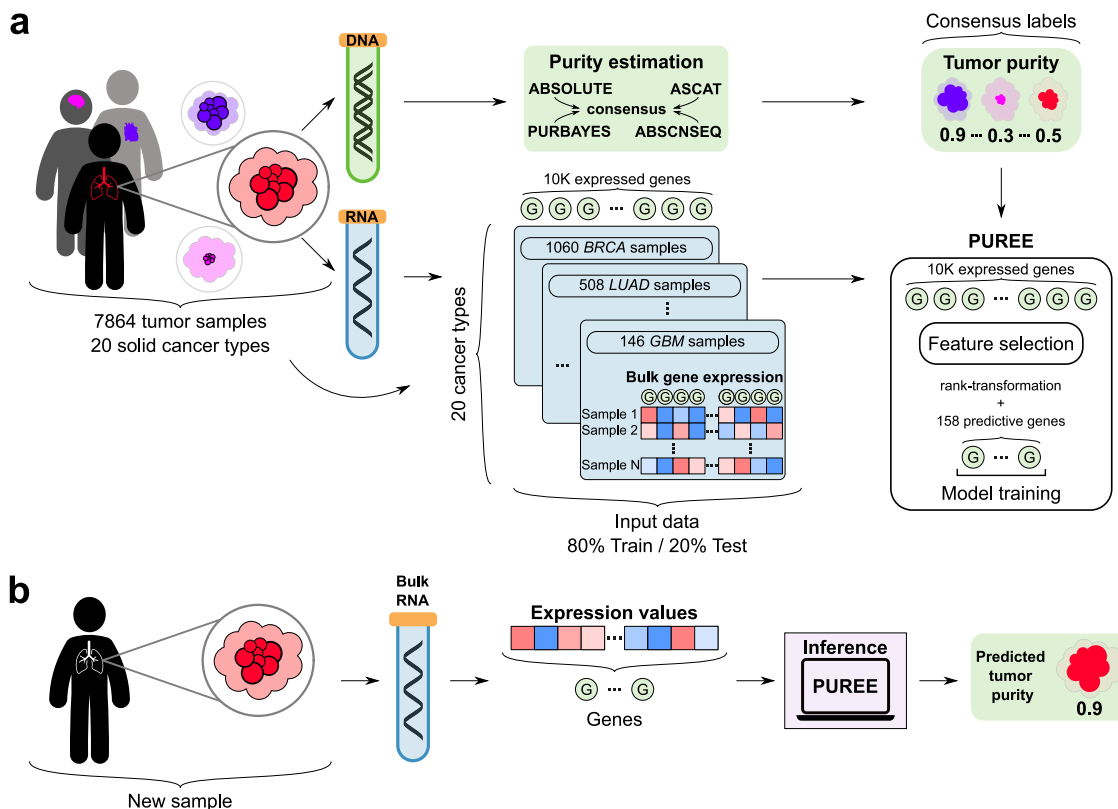 a
DNA
RNA
7864 tumor samples
20 solid cancer types
Purity estimation
ABSOLUTE
ASCAT
consensus
PURBAYES
ABSCNSEQ
Consensus labels
Tumor purity
0.9 ··· 0.3 ··· 0.5
10K expressed genes
G G G ··· G G G
20 cancer types
1060 BRCA samples
508 LUAD samples
146 GBM samples
Bulk gene expression
G G G G G G G G
Sample 1
Sample 2
Sample N
Input data
80% Train / 20% Test
PUREE
10K expressed genes
G G G ··· G G G
Feature selection
rank-transformation
+
158 predictive genes
G ··· G
Model training
b
New sample
Bulk
RNA
Expression values
G ··· G
Genes
Inference
PUREE
Predicted
tumor
purity
0.9